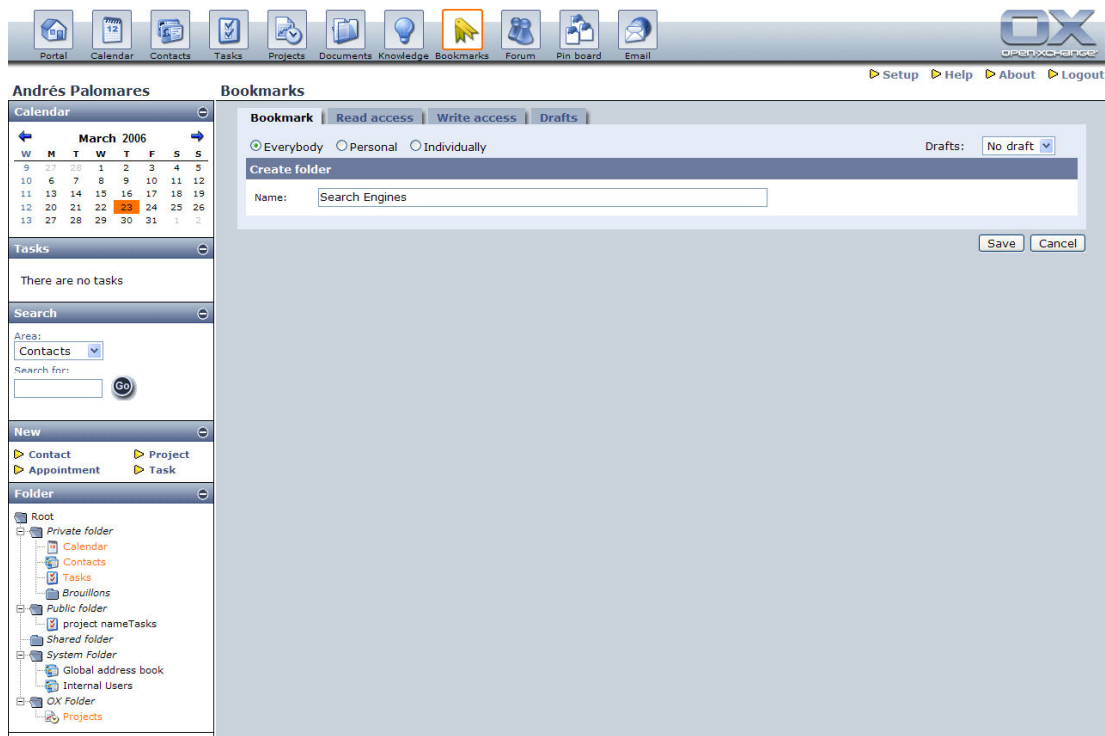 Portal Calendar Contacts Tasks Projects Documents Knowledge Bookmarks Forum Pin board Email
OX
OPEN-XCHANGE
Setup Help About Logout
Andrés Palomares
Bookmarks
Calendar
March 2006
W M T W T F S S
9 27 28 1 2 3 4 5
10 6 7 8 9 10 11 12
11 13 14 15 16 17 18 19
12 20 21 22 23 24 25 26
13 27 28 29 30 31 1 2
Tasks
There are no tasks
Search
Area:
Contacts
Search for:
Go
New
Contact Project
Appointment Task
Folder
Root
Private folder
Calendar
Contacts
Tasks
Brouillons
Public folder
project nameTasks
Shared folder
System Folder
Global address book
Internal Users
OX Folder
Projects
Bookmark Read access Write access Drafts
Everybody Personal Individually Drafts: No draft
Create folder
Name: Search Engines
Save Cancel